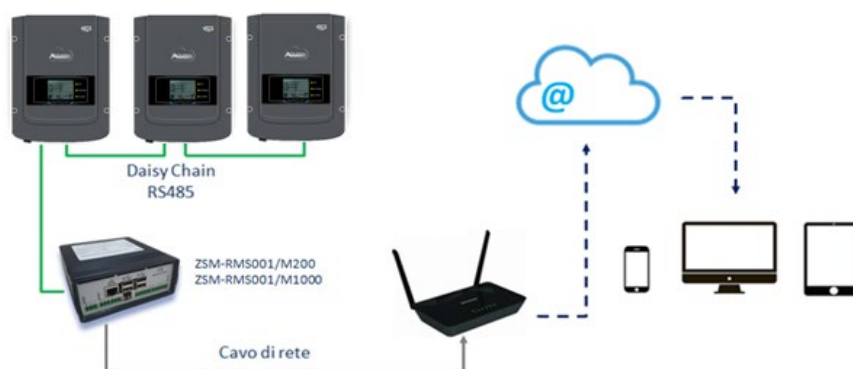 Daisy Chain
RS485
ZSM-RMS001/M200
ZSM-RMS001/M1000
Cavo di rete
@